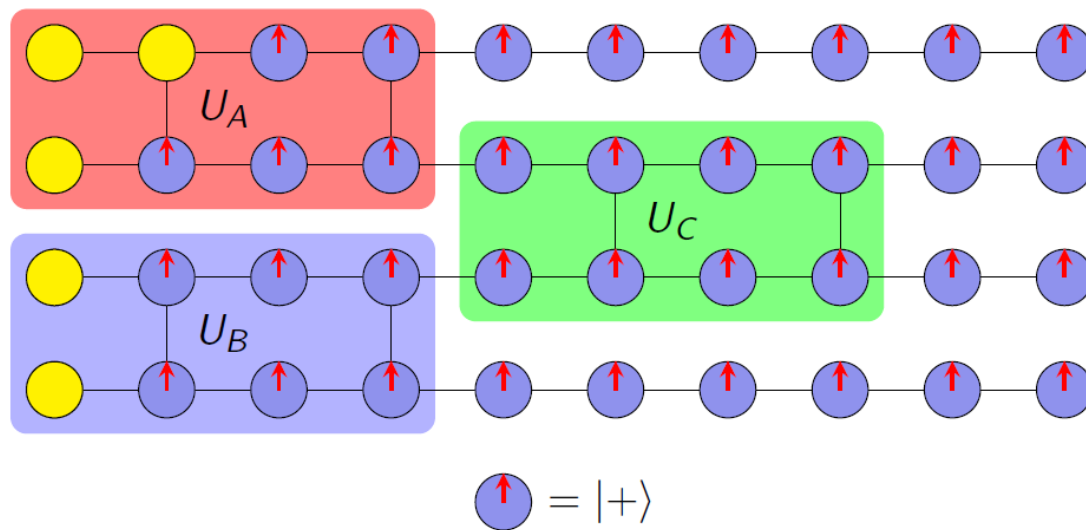 U_A
U_C
U_B
= |+⟩